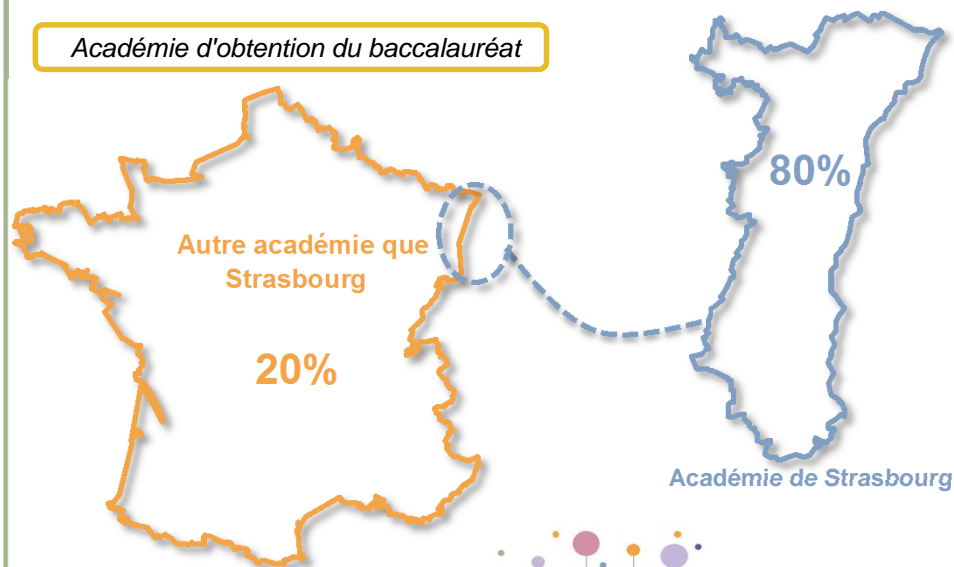 Académie d'obtention du baccalauréat
80%
Autre académie que
Strasbourg
20%
Académie de Strasbourg